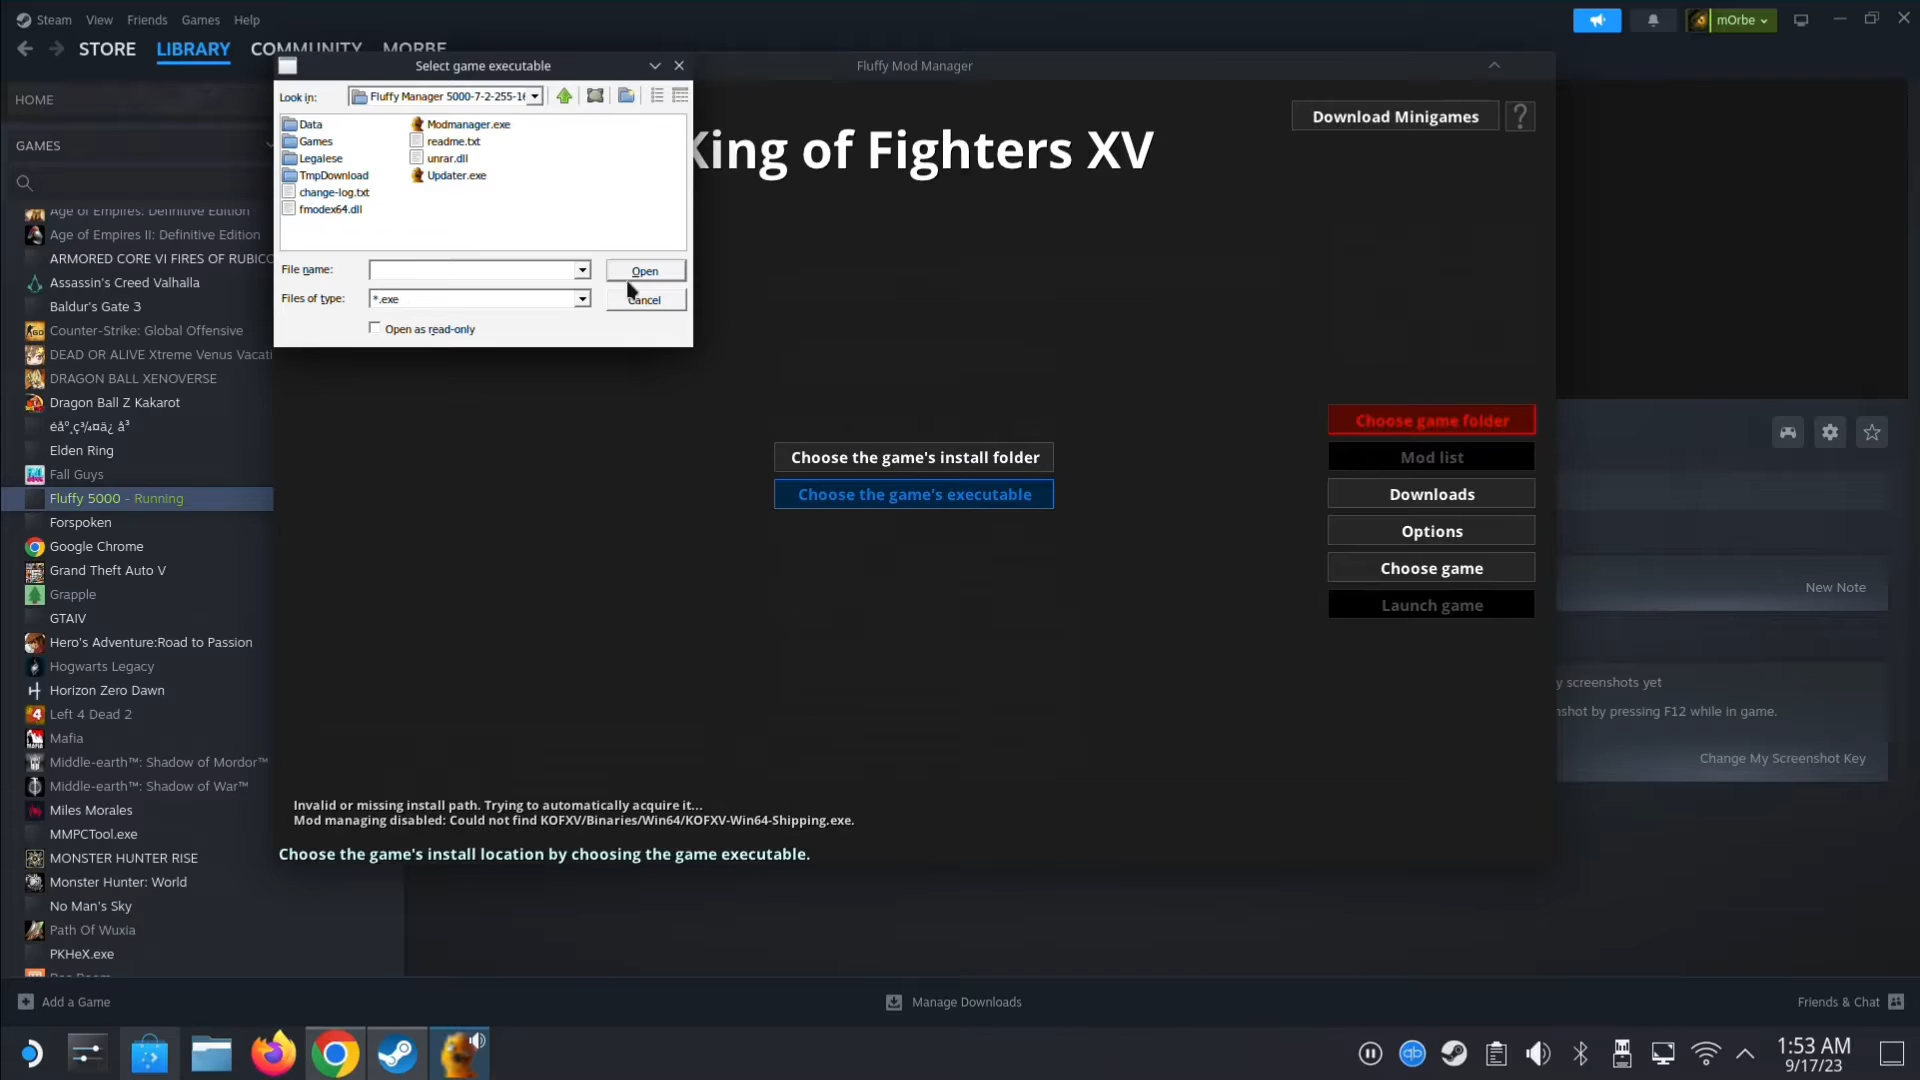 Steam View Friends Games Help
mOrbe
STORE LIBRARY COMMUNITY MORBE
Select game executable
Fluffy Mod Manager
HOME
Look in: Fluffy Manager 5000-7-2-255-16
Download Minigames ?
Data Modmanager.exe
Games readme.txt
Legalese unrar.dll
TmpDownload Updater.exe
change-log.txt
fmodex64.dll
King of Fighters XV
File name: Open
Files of type: *.exe Cancel
Open as read-only
GAMES
Age of Empires: Definitive Edition
Age of Empires II: Definitive Edition
ARMORED CORE VI FIRES OF RUBICO
Assassin's Creed Valhalla
Baldur's Gate 3
Counter-Strike: Global Offensive
DEAD OR ALIVE Xtreme Venus Vacati
DRAGON BALL XENOVERSE
Dragon Ball Z Kakarot
Elden Ring
Fall Guys
Fluffy 5000 - Running
Forspoken
Google Chrome
Grand Theft Auto V
Grapple
GTAIV
Hero's Adventure:Road to Passion
Hogwarts Legacy
Horizon Zero Dawn
Left 4 Dead 2
Mafia
Middle-earth™: Shadow of Mordor™
Middle-earth™: Shadow of War™
Miles Morales
MMPCTool.exe
MONSTER HUNTER RISE
Monster Hunter: World
No Man's Sky
Path Of Wuxia
PKHeX.exe
Choose the game's install folder
Choose the game's executable
Choose game folder
Mod list
Downloads
Options
Choose game
Launch game
New Note
y screenshots yet
nshot by pressing F12 while in game.
Change My Screenshot Key
Invalid or missing install path. Trying to automatically acquire it...
Mod managing disabled: Could not find KOFXV/Binaries/Win64/KOFXV-Win64-Shipping.exe.
Choose the game's install location by choosing the game executable.
Add a Game
Manage Downloads
Friends & Chat
1:53 AM
9/17/23